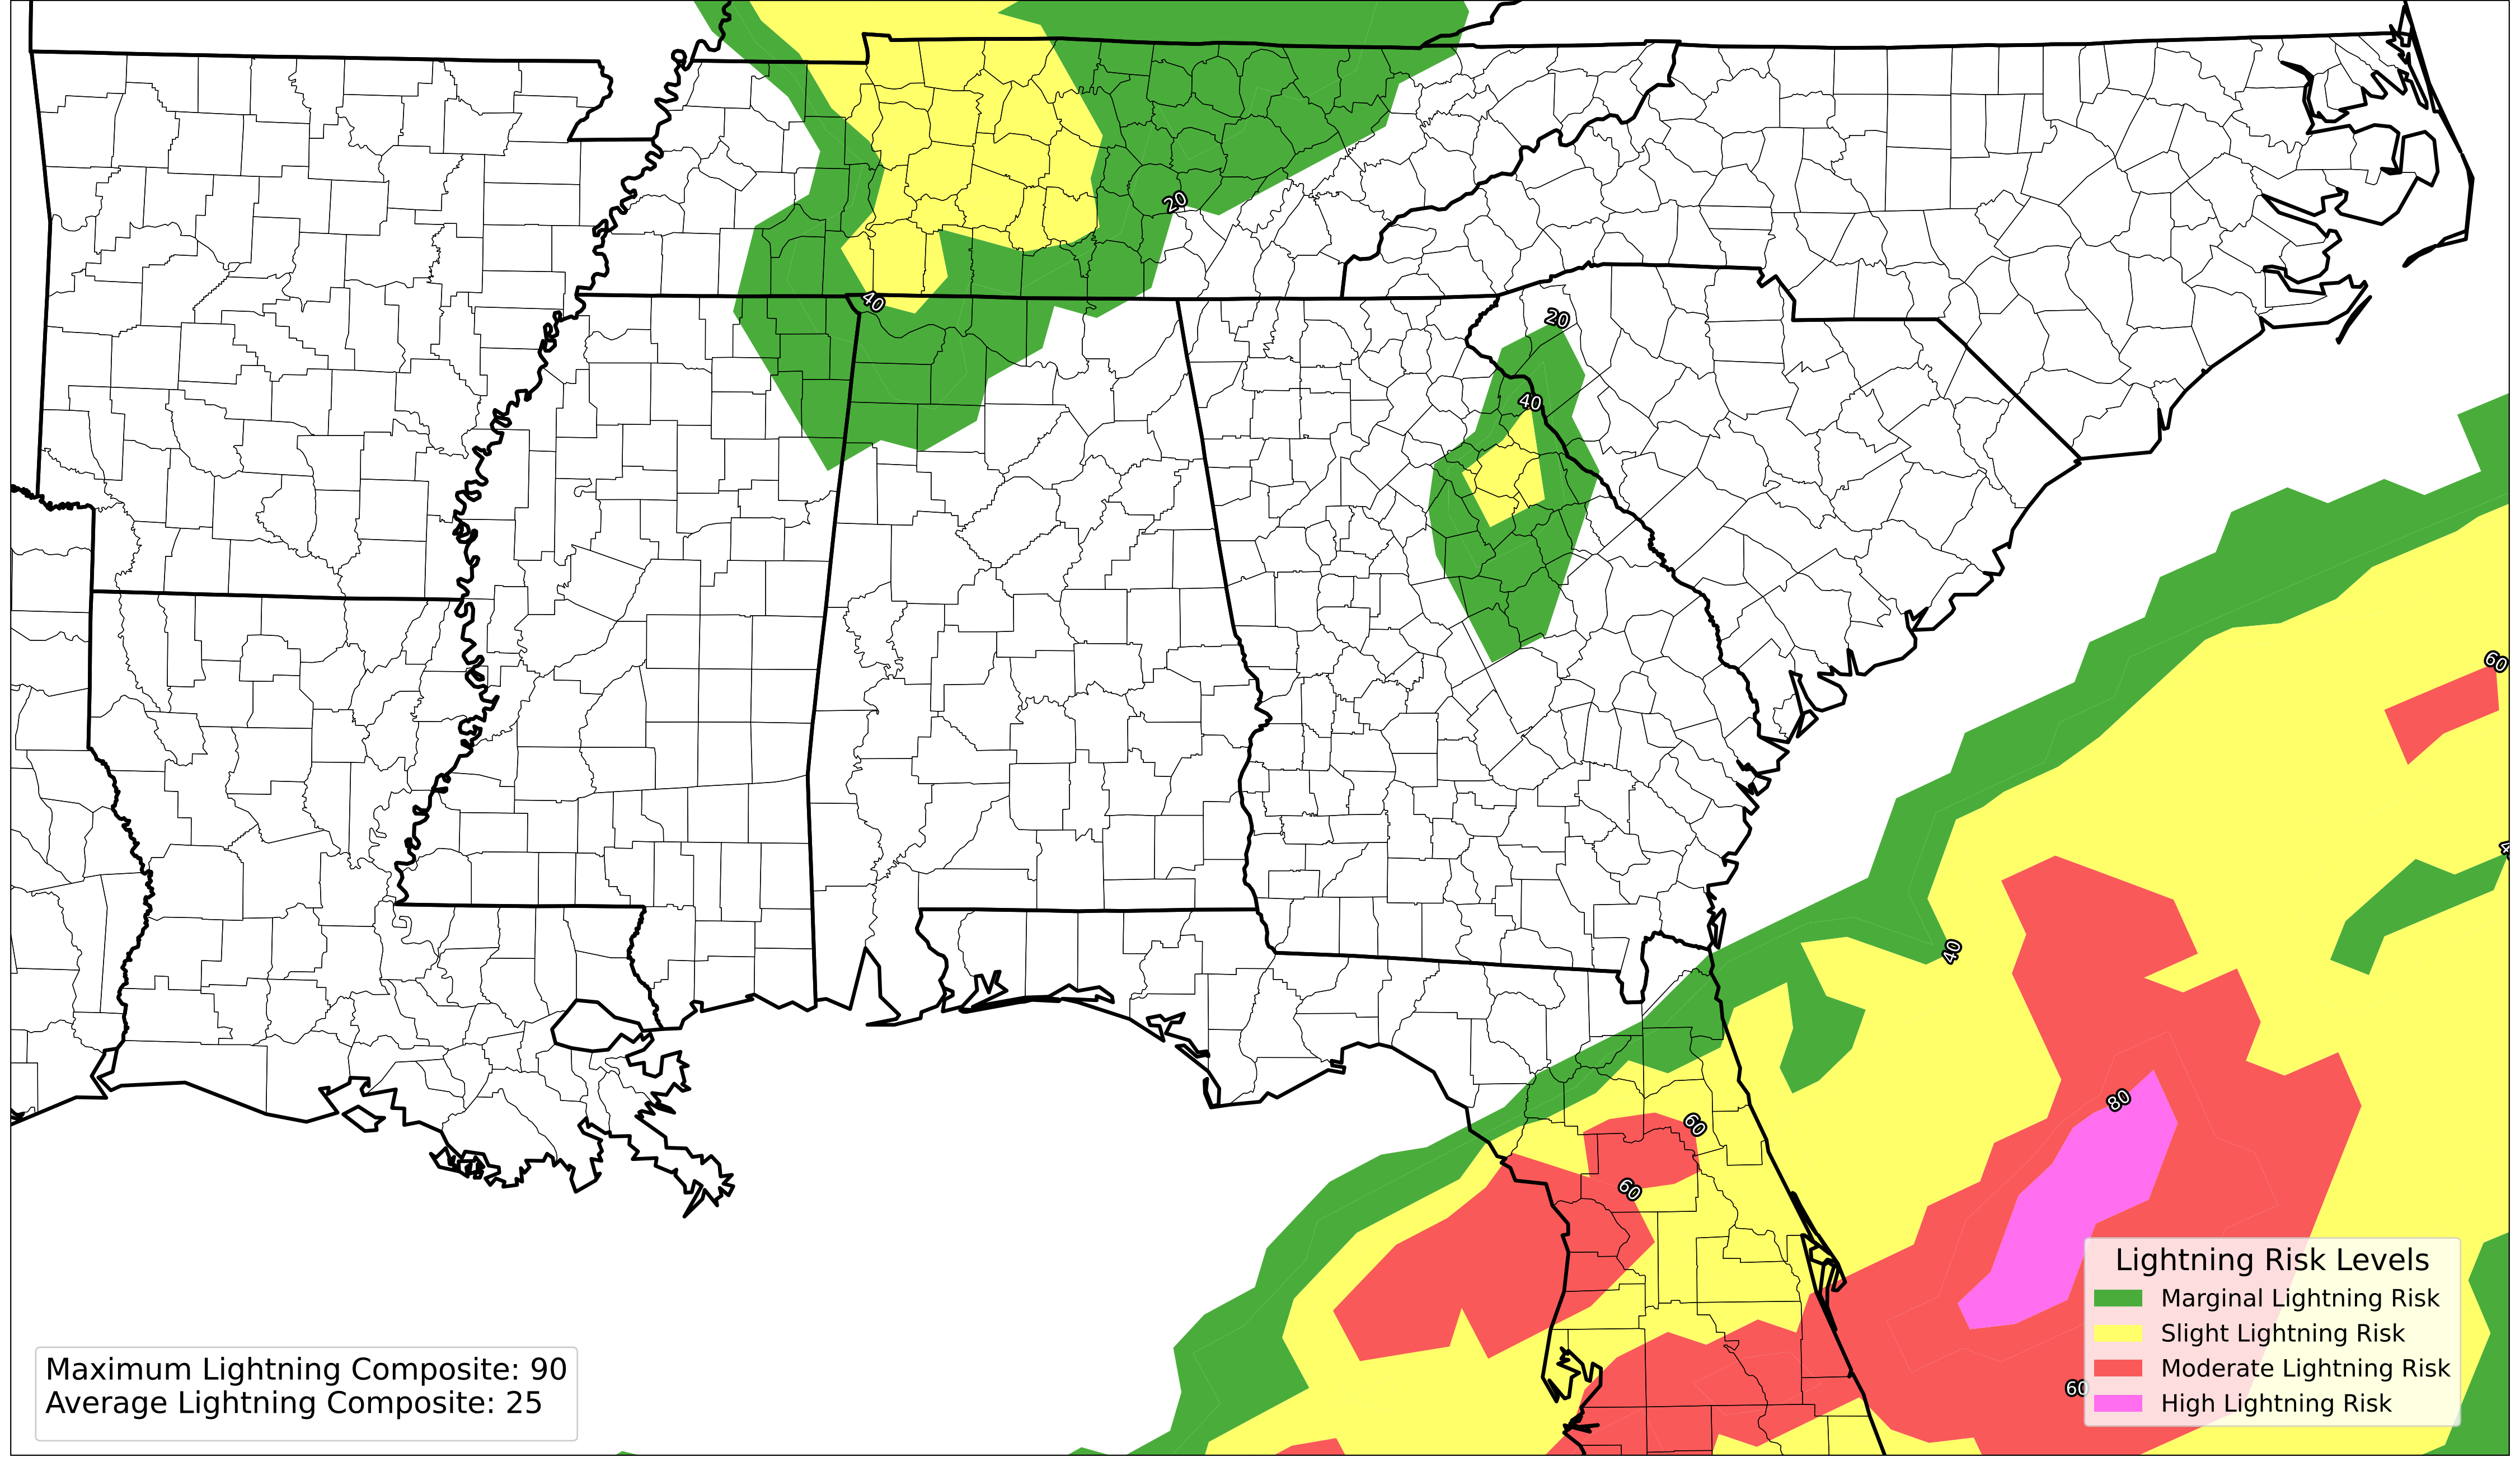 20
40
20
40
60
40
80
60
60
Lightning Risk Levels
Marginal Lightning Risk
Slight Lightning Risk
Moderate Lightning Risk
High Lightning Risk
60
Maximum Lightning Composite: 90
Average Lightning Composite: 25